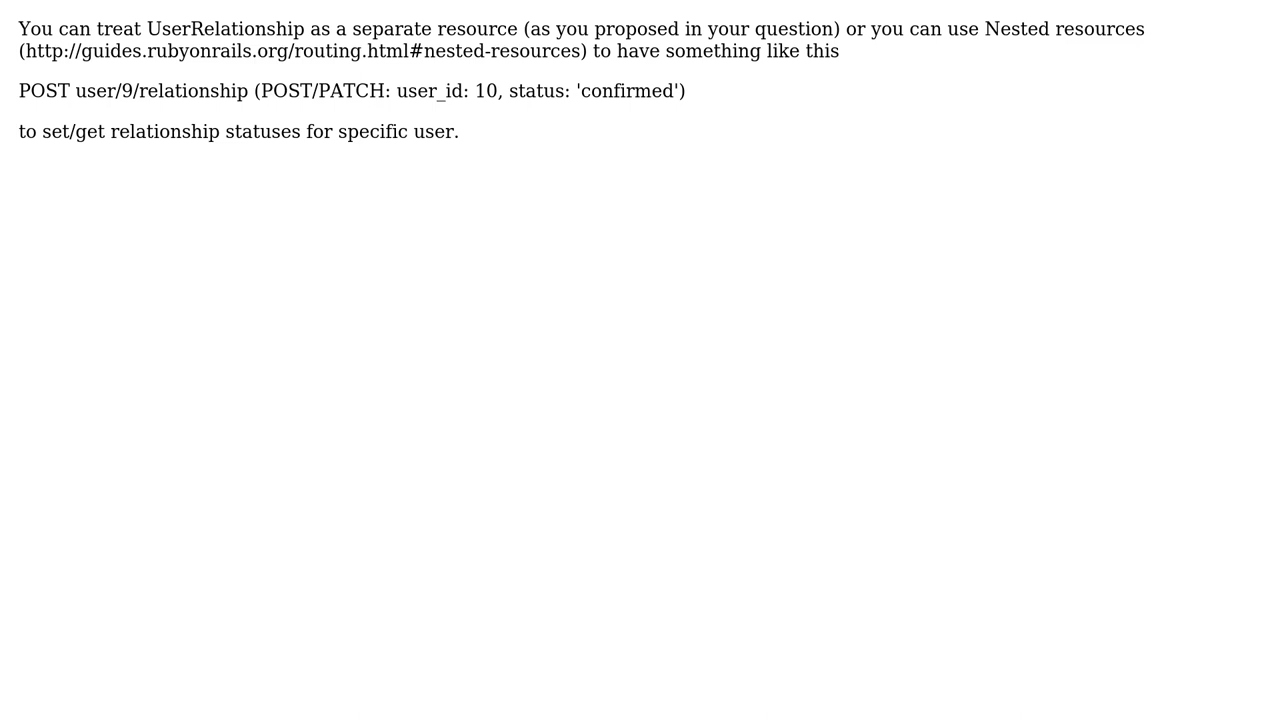 You can treat UserRelationship as a separate resource (as you proposed in your question) or you can use Nested resources
(http://guides.rubyonrails.org/routing.html#nested-resources) to have something like this
POST user/9/relationship (POST/PATCH: user_id: 10, status: 'confirmed')
to set/get relationship statuses for specific user.